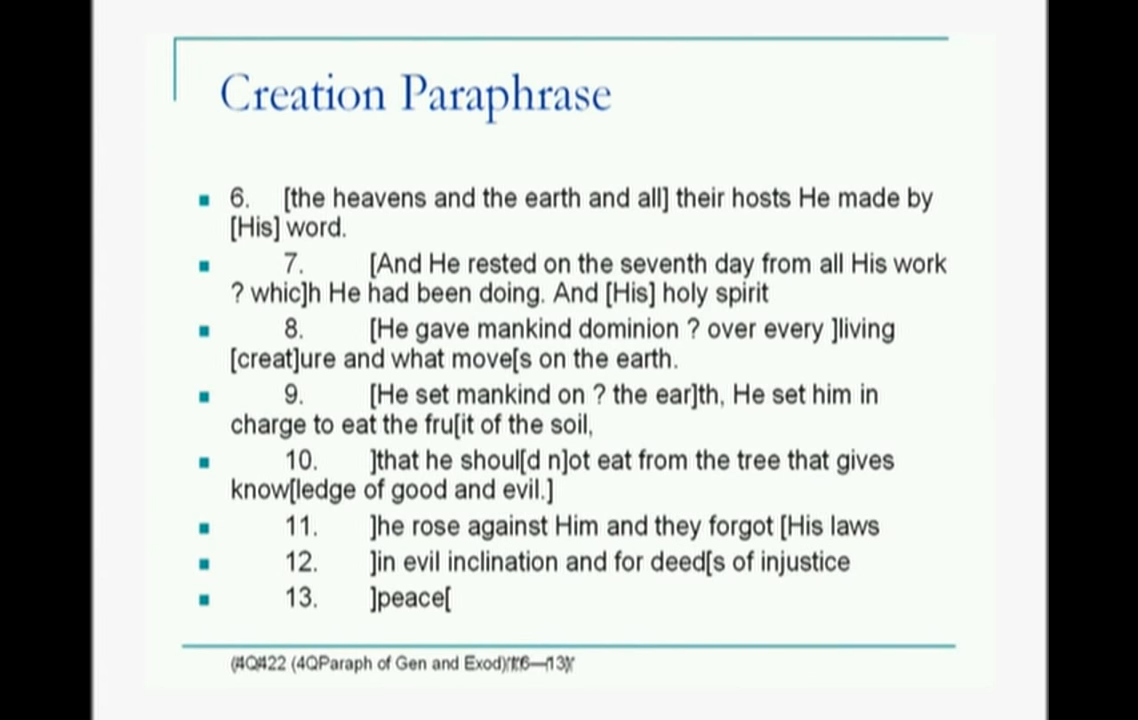 Creation Paraphrase
6. [the heavens and the earth and all] their hosts He made by
[His] word.
7. [And He rested on the seventh day from all His work
? whic]h He had been doing. And [His] holy spirit
8. [He gave mankind dominion ? over every ]living
[creat]ure and what move[s on the earth.
9. [He set mankind on ? the ear]th, He set him in
charge to eat the fru[it of the soil,
10. ]that he shoul[d n]ot eat from the tree that gives
know[ledge of good and evil.]
11. ]he rose against Him and they forgot [His laws
12. ]in evil inclination and for deed[s of injustice
13. ]peace[
(4Q422 (4QParaph of Gen and Exod)